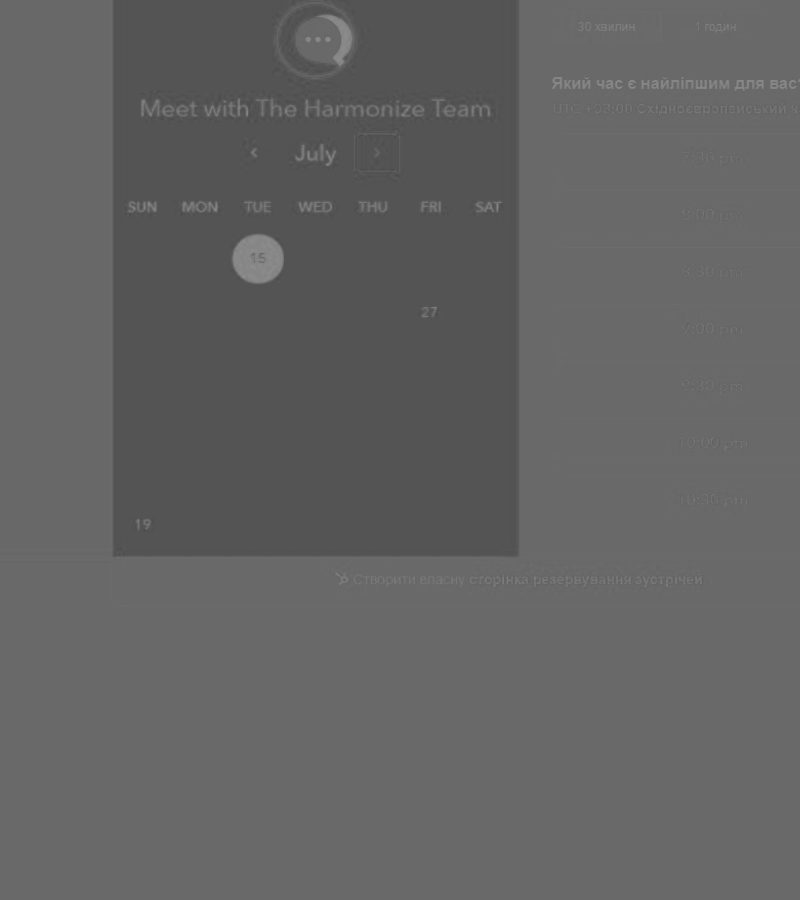 Meet with The Harmonize Team
July
SUN MON TUE WED THU FRI SAT
15
27
19
30 хвилин 1 годин
Який час є найліпшим для вас
UTC +03:00 Східноєвропейський
7:30 pm
8:00 pm
8:30 pm
9:00 pm
9:30 pm
10:00 pm
10:30 pm
Створити власну сторінка резервування зустрічей